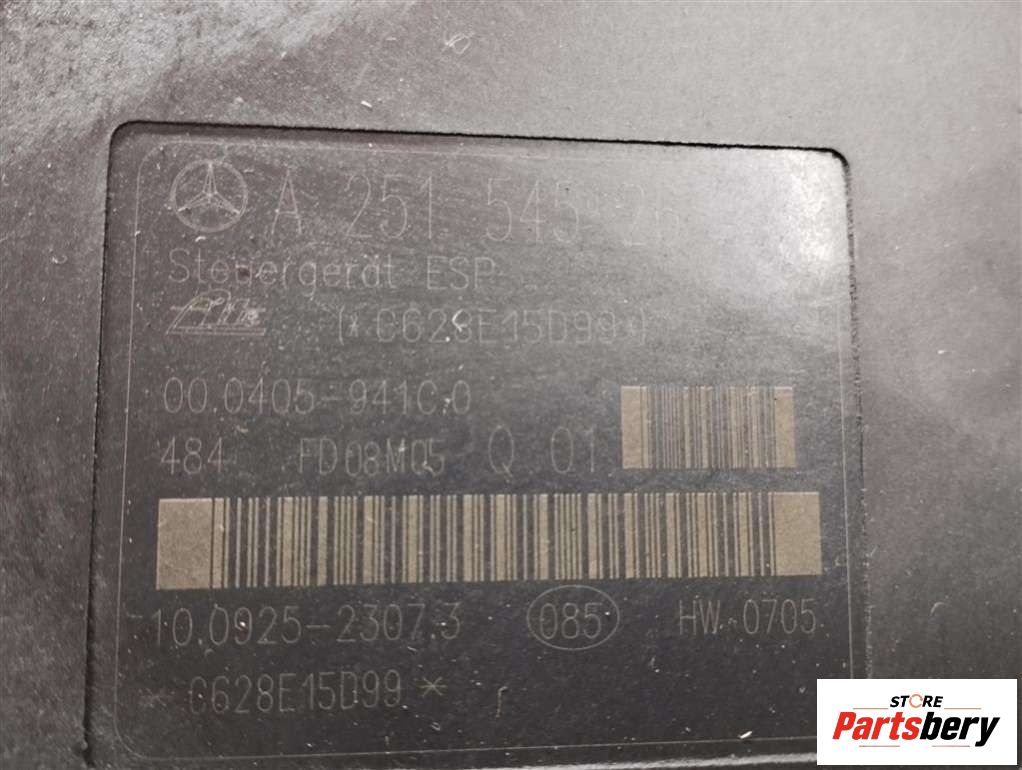 A 251 545
Steuergerät ESP
(*C628E15D99*)
00.0405-941C.0
484 FD08M05 Q 01
10.0925-2307.3 085 HW 0705
*C628E15D99*
STORE
Partsbery